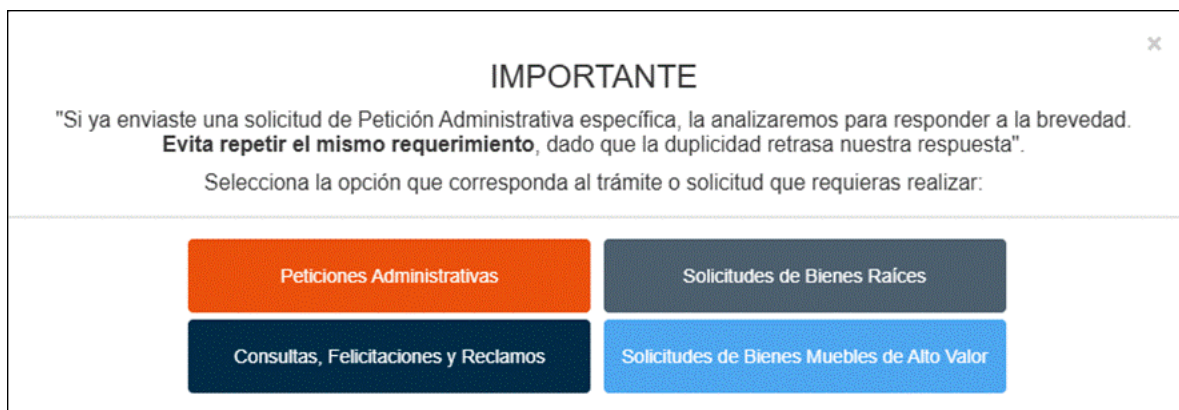 ×
IMPORTANTE
"Si ya enviaste una solicitud de Petición Administrativa específica, la analizaremos para responder a la brevedad.
Evita repetir el mismo requerimiento, dado que la duplicidad retrasa nuestra respuesta".
Selecciona la opción que corresponda al trámite o solicitud que requieras realizar:
Peticiones Administrativas
Solicitudes de Bienes Raíces
Consultas, Felicitaciones y Reclamos
Solicitudes de Bienes Muebles de Alto Valor